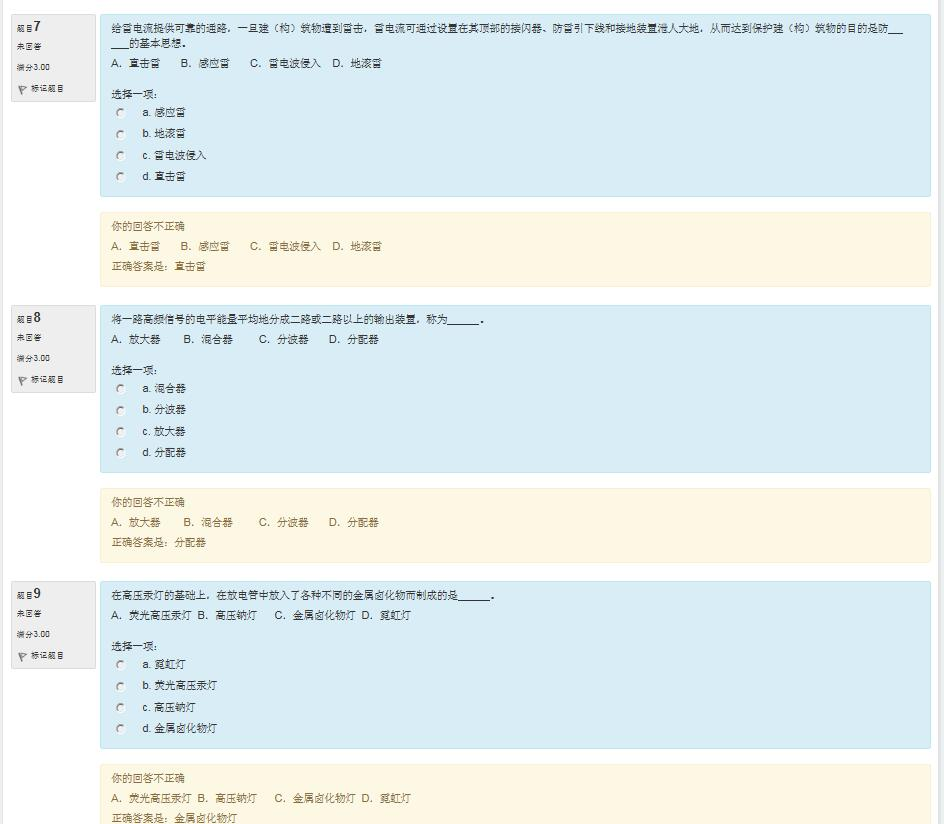 题目7
未回答
满分3.00
标记题目
给雷电流提供可靠的通路，一旦建（构）筑物遭到雷击，雷电流可通过设置在其顶部的接闪器、防雷引下线和接地装置泄入大地，从而达到保护建（构）筑物的目的是防___
___的基本思想。
A．直击雷 B．感应雷 C．雷电波侵入 D．地滚雷
选择一项：
a. 感应雷
b. 地滚雷
c. 雷电波侵入
d. 直击雷
你的回答不正确
A．直击雷 B．感应雷 C．雷电波侵入 D．地滚雷
正确答案是：直击雷
题目8
未回答
满分3.00
标记题目
将一路高频信号的电平能量平均地分成二路或二路以上的输出装置，称为______。
A．放大器 B．混合器 C．分波器 D．分配器
选择一项：
a. 混合器
b. 分波器
c. 放大器
d. 分配器
你的回答不正确
A．放大器 B．混合器 C．分波器 D．分配器
正确答案是：分配器
题目9
未回答
满分3.00
标记题目
在高压汞灯的基础上，在放电管中放入了各种不同的金属卤化物而制成的是______。
A．荧光高压汞灯 B．高压钠灯 C．金属卤化物灯 D．霓虹灯
选择一项：
a. 霓虹灯
b. 荧光高压汞灯
c. 高压钠灯
d. 金属卤化物灯
你的回答不正确
A．荧光高压汞灯 B．高压钠灯 C．金属卤化物灯 D．霓虹灯
正确答案是：金属卤化物灯